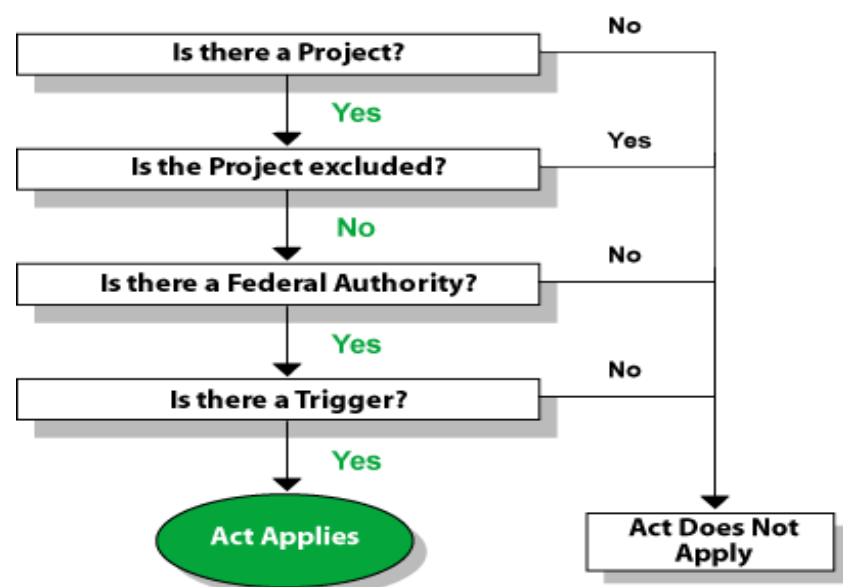 No
Is there a Project?
Yes
Is the Project excluded?
Yes
No
Is there a Federal Authority?
No
Yes
Is there a Trigger?
No
Yes
Act Applies
Act Does Not
Apply